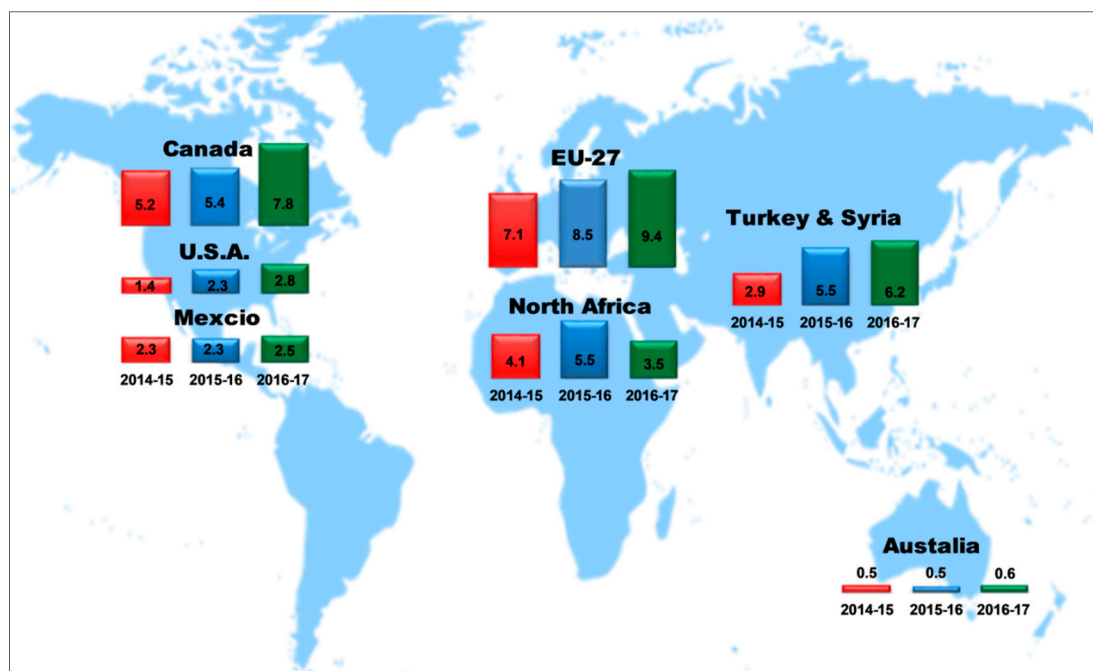 Canada
5.2 5.4 7.8
U.S.A.
1.4 2.3 2.8
Mexcio
2.3 2.3 2.5
2014-15 2015-16 2016-17
EU-27
7.1 8.5 9.4
North Africa
4.1 5.5 3.5
2014-15 2015-16 2016-17
Turkey & Syria
2.9 5.5 6.2
2014-15 2015-16 2016-17
Austalia
0.5 0.5 0.6
2014-15 2015-16 2016-17